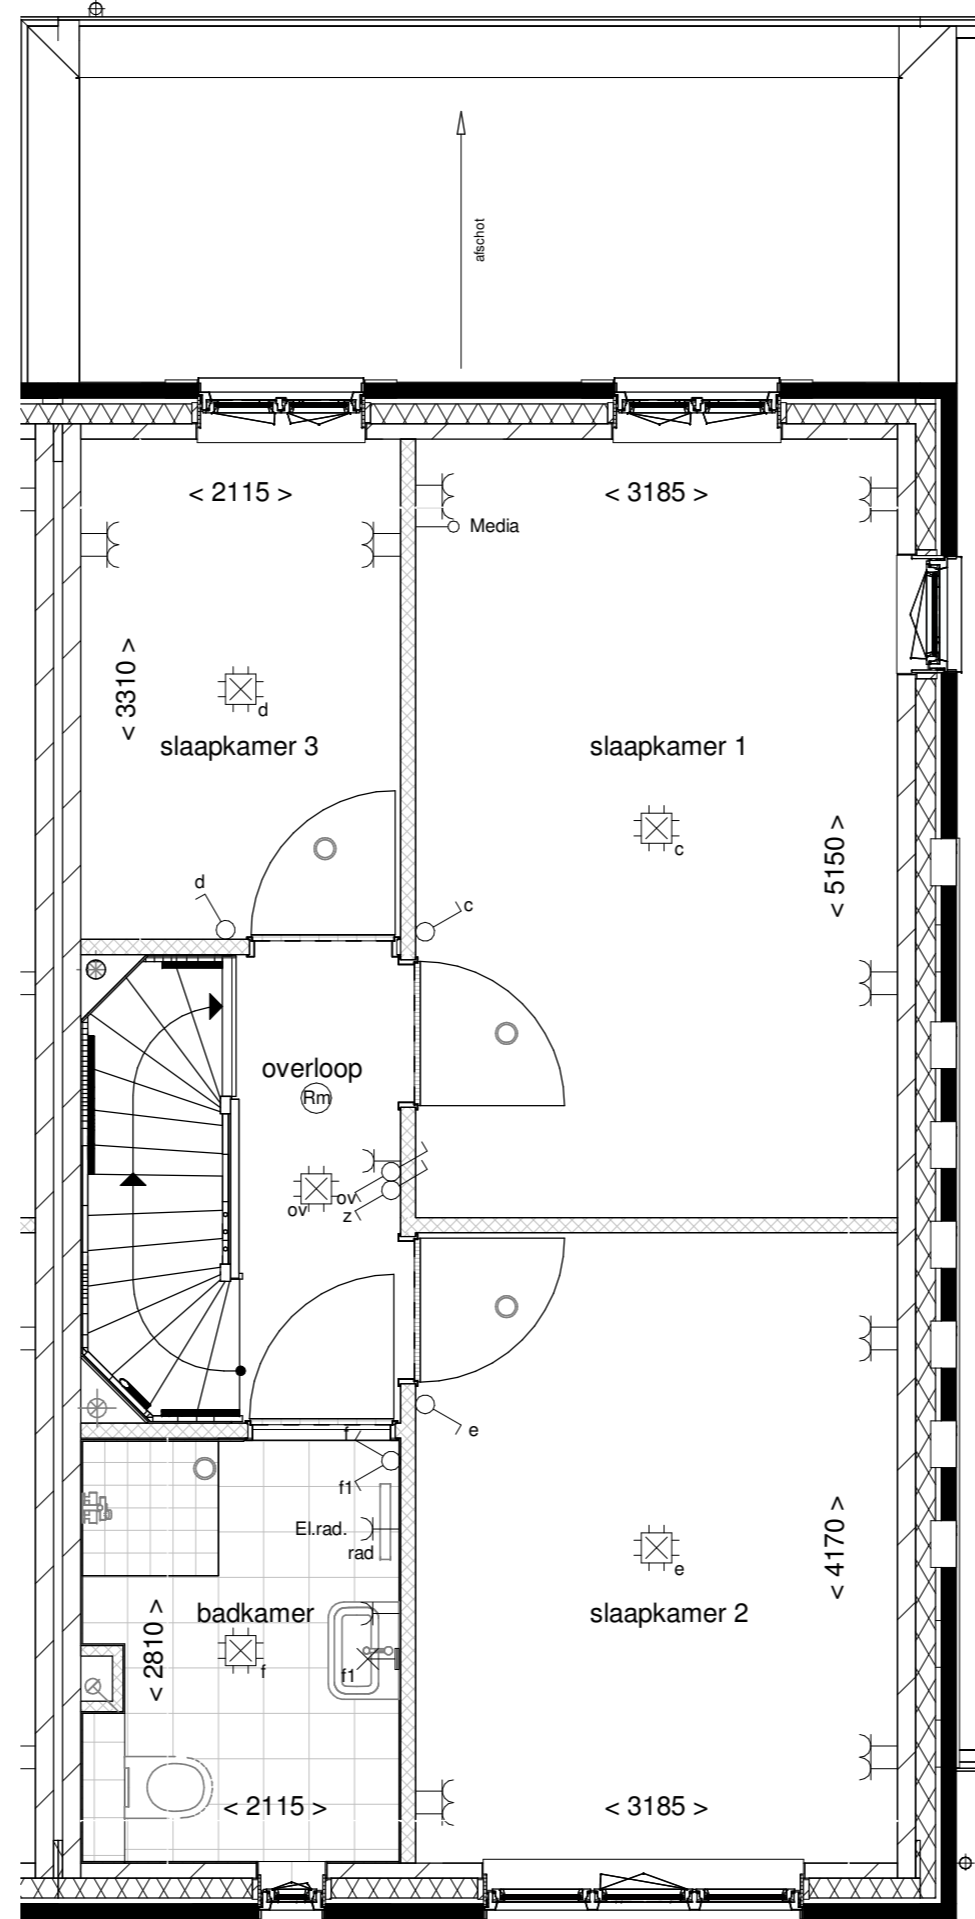 afschot
< 2115 >
< 3185 >
Media
< 3310 >
d
slaapkamer 3
slaapkamer 1
c
< 5150 >
d
c
overloop
Rm
ov
ov
z
e
f
f1
El.rad.
rad
e
< 4170 >
badkamer
slaapkamer 2
< 2810 >
f
f1
< 2115 >
< 3185 >